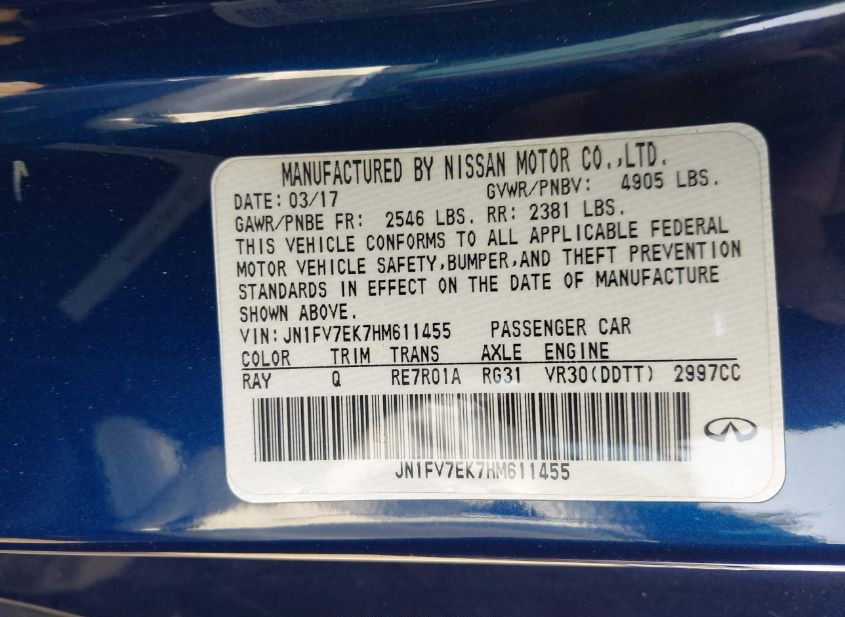 MANUFACTURED BY NISSAN MOTOR CO.,LTD.
DATE: 03/17 GVWR/PNBV: 4905 LBS.
GAWR/PNBE FR: 2546 LBS. RR: 2381 LBS.
THIS VEHICLE CONFORMS TO ALL APPLICABLE FEDERAL
MOTOR VEHICLE SAFETY,BUMPER,AND THEFT PREVENTION
STANDARDS IN EFFECT ON THE DATE OF MANUFACTURE
SHOWN ABOVE.
VIN: JN1FV7EK7HM611455 PASSENGER CAR
COLOR TRIM TRANS AXLE ENGINE
RAY Q RE7R01A RG31 VR30(DDTT) 2997CC
JN1FV7EK7HM611455